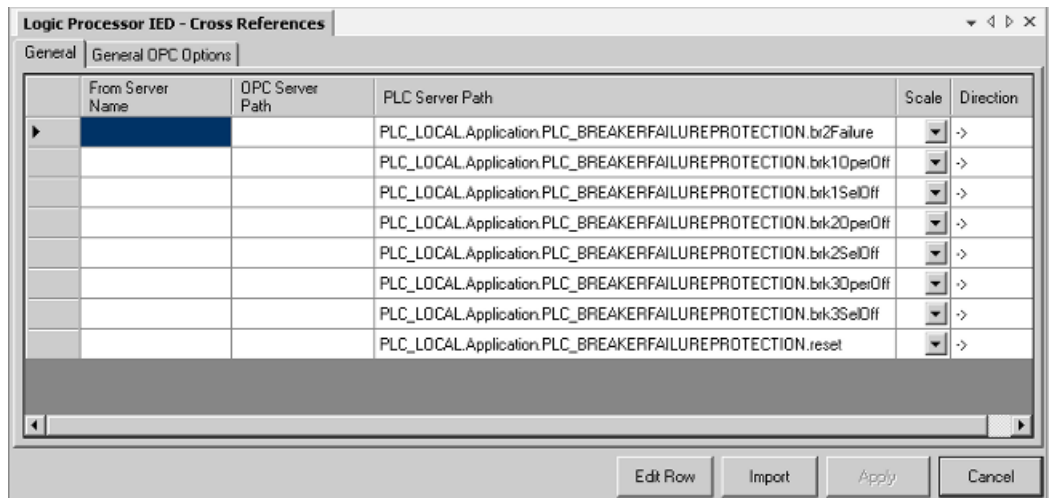 Logic Processor IED - Cross References
General General OPC Options
From Server Name OPC Server Path PLC Server Path Scale Direction
PLC_LOCAL.Application.PLC_BREAKERFAILUREPROTECTION.br2Failure ->
PLC_LOCAL.Application.PLC_BREAKERFAILUREPROTECTION.brk1OperOff ->
PLC_LOCAL.Application.PLC_BREAKERFAILUREPROTECTION.brk1SelOff ->
PLC_LOCAL.Application.PLC_BREAKERFAILUREPROTECTION.brk2OperOff ->
PLC_LOCAL.Application.PLC_BREAKERFAILUREPROTECTION.brk2SelOff ->
PLC_LOCAL.Application.PLC_BREAKERFAILUREPROTECTION.brk3OperOff ->
PLC_LOCAL.Application.PLC_BREAKERFAILUREPROTECTION.brk3SelOff ->
PLC_LOCAL.Application.PLC_BREAKERFAILUREPROTECTION.reset ->
Edit Row Import Apply Cancel